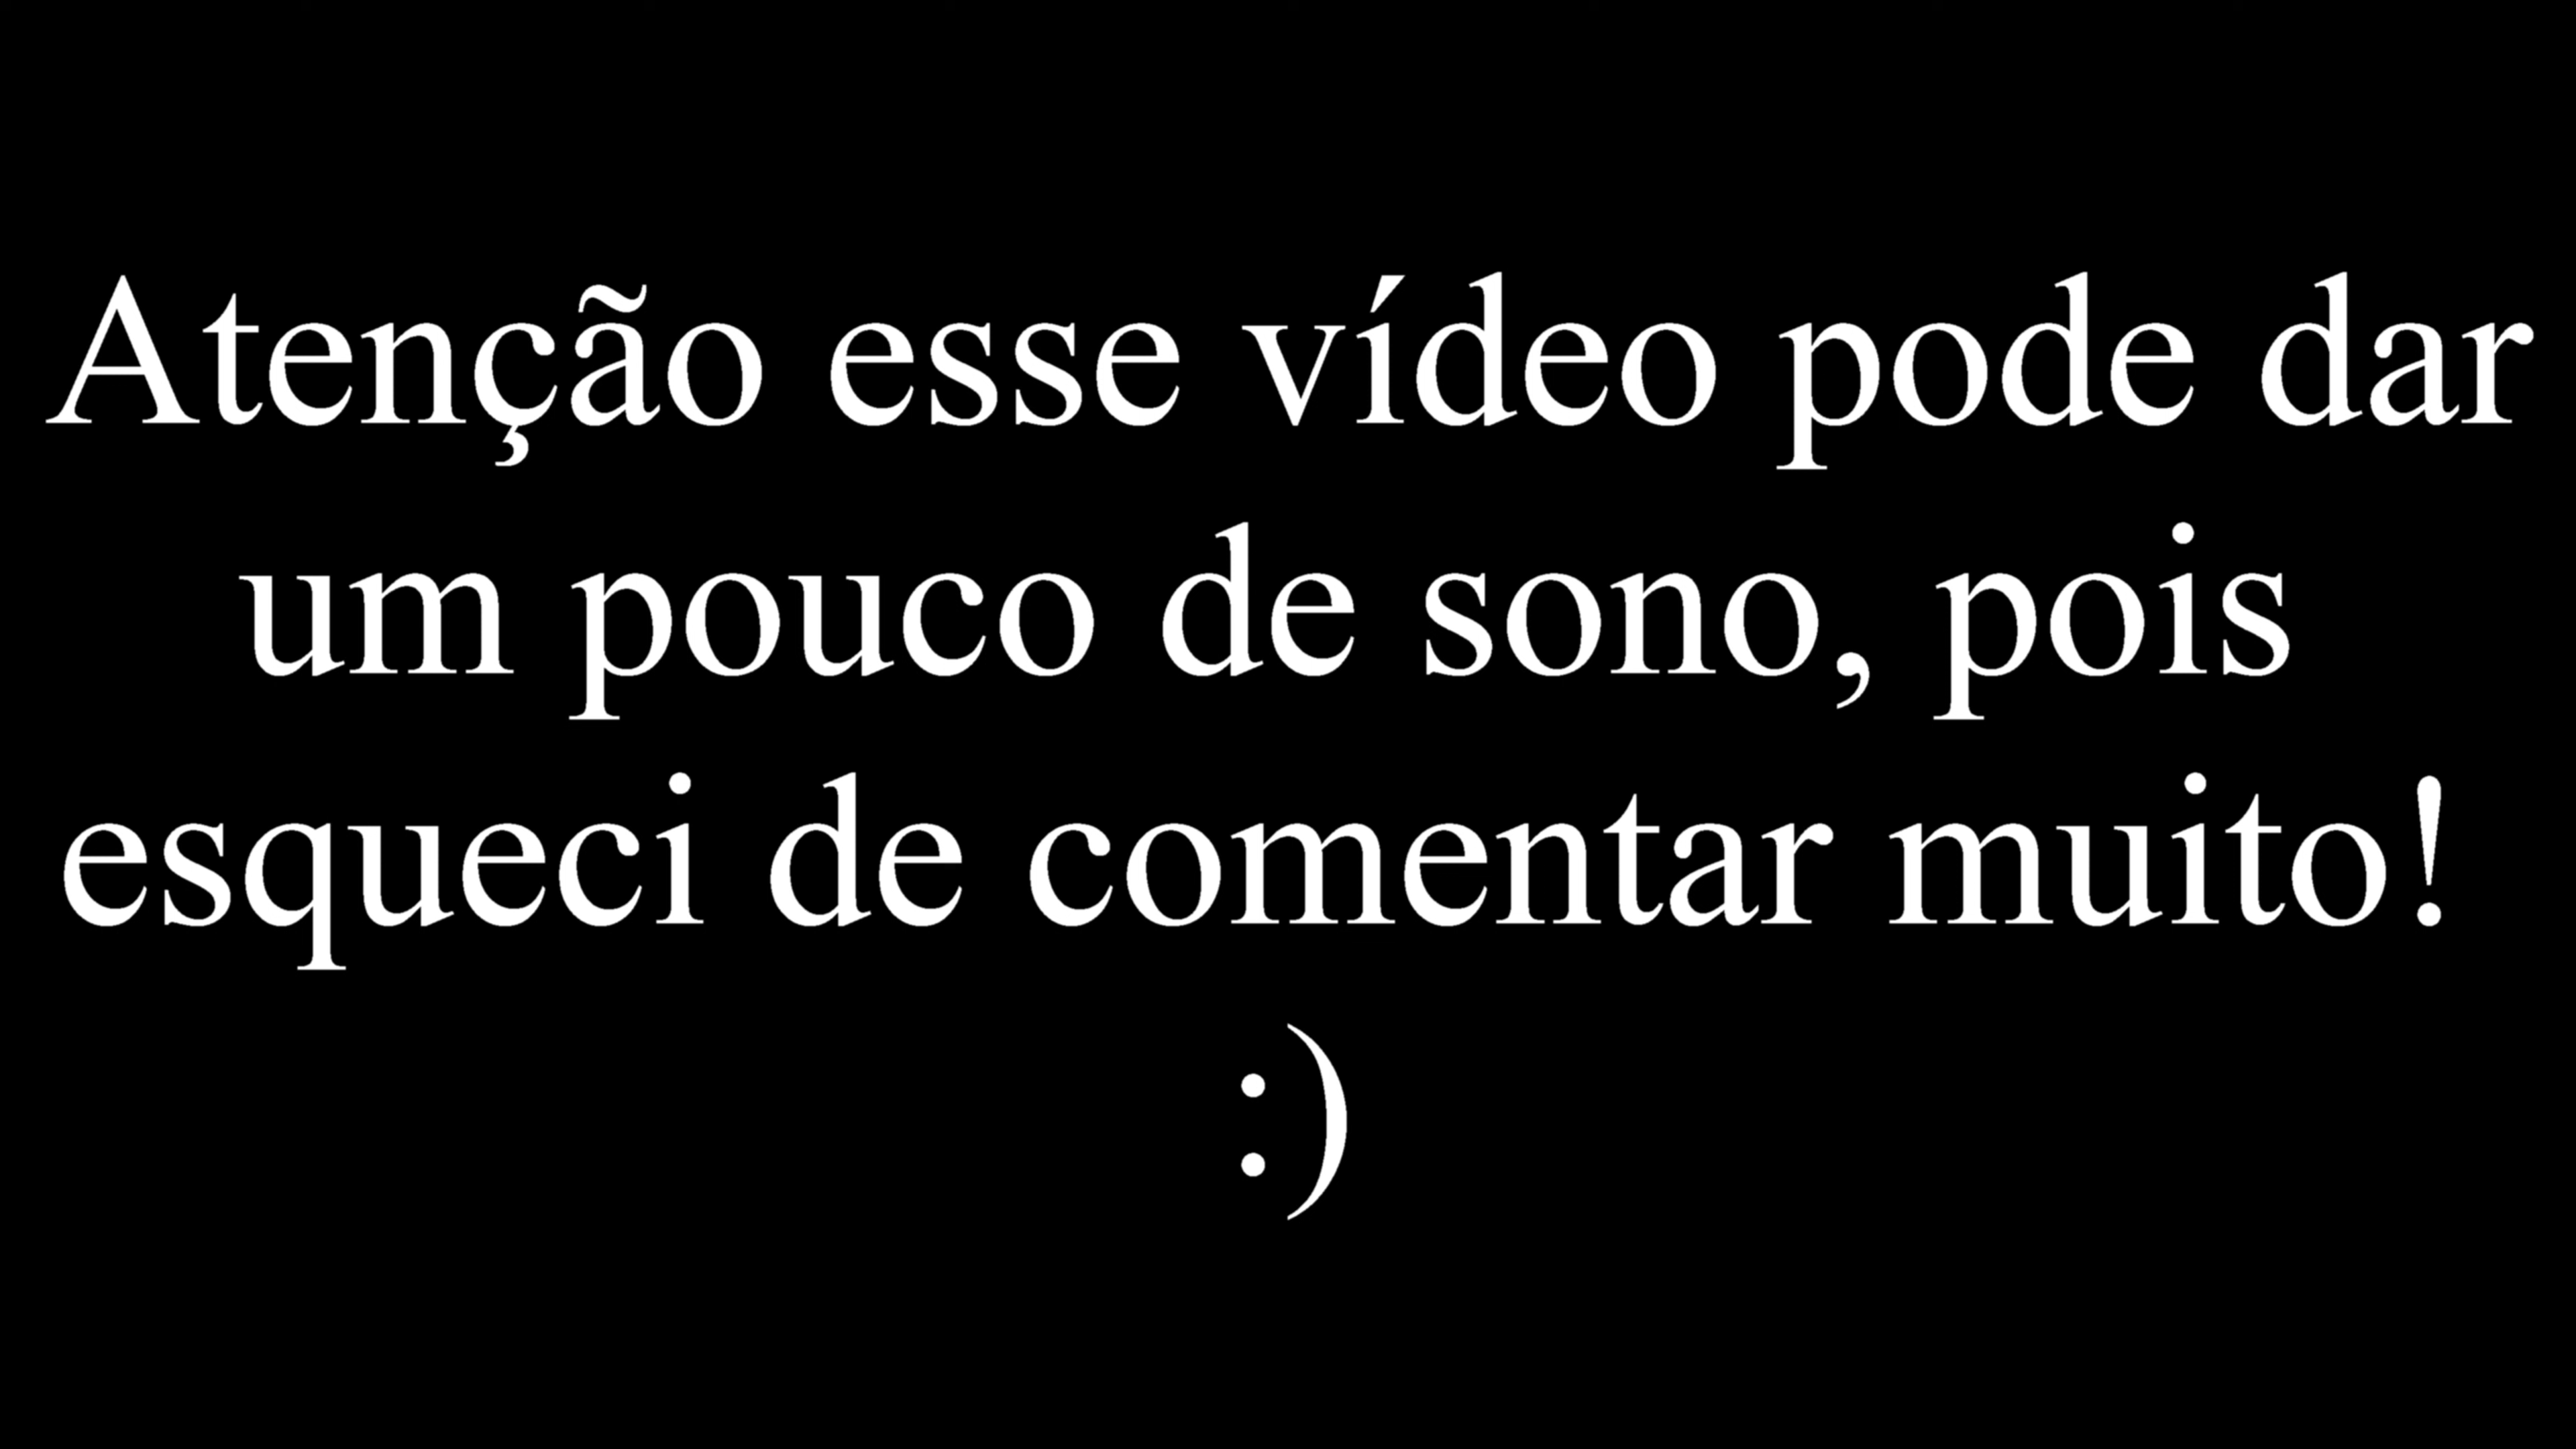 Atenção esse vídeo pode dar
um pouco de sono, pois
esqueci de comentar muito!
:)